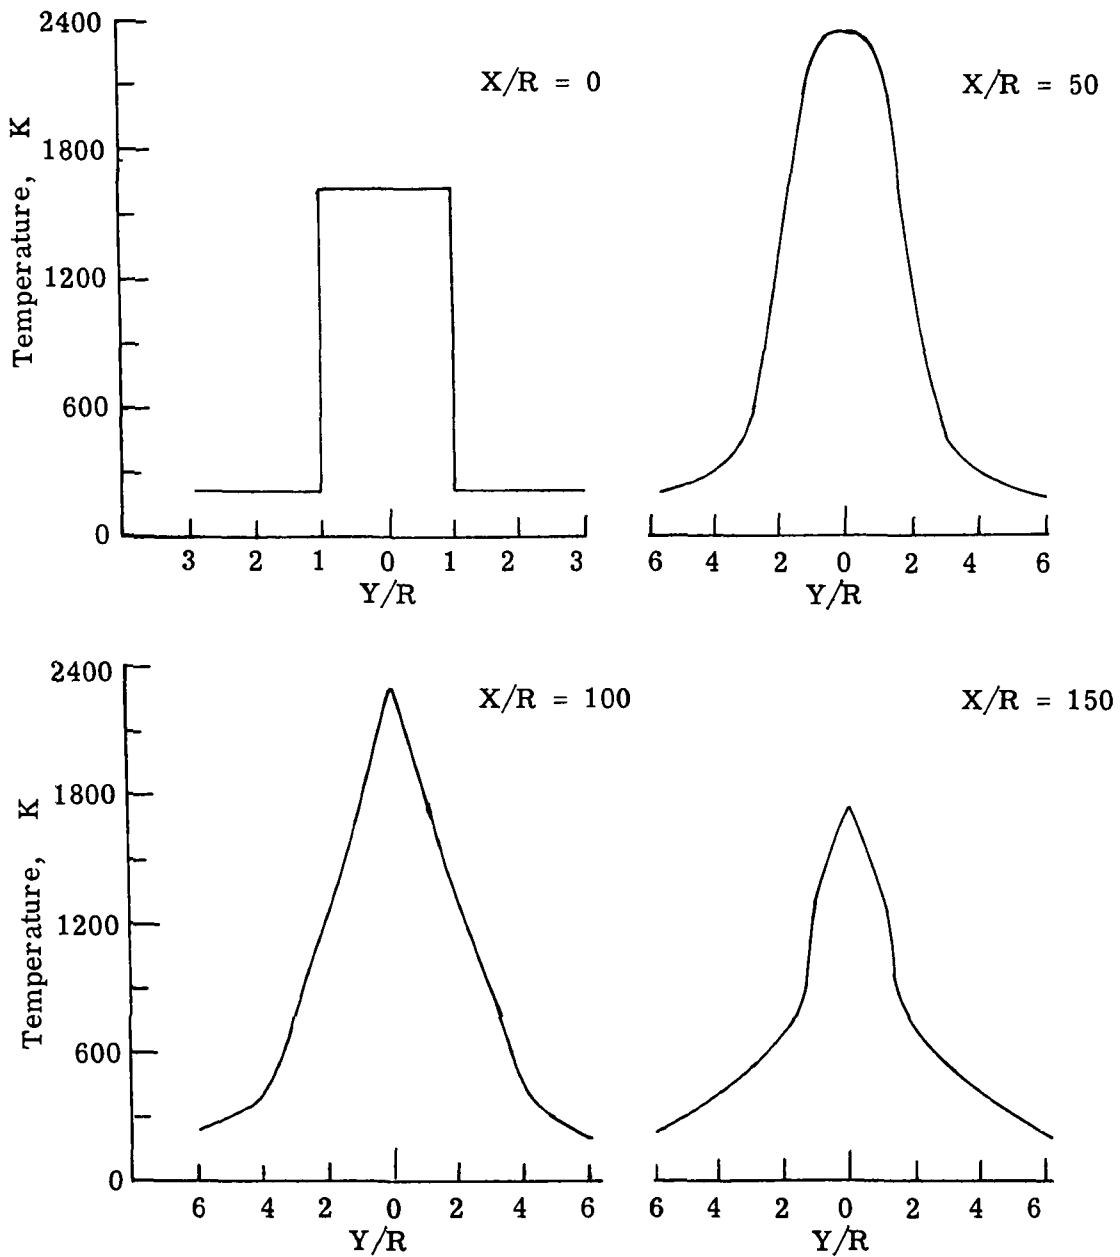 2400
1800
1200
600
0
Temperature, K
X/R = 0
3 2 1 0 1 2 3
Y/R
X/R = 50
6 4 2 0 2 4 6
Y/R
2400
1800
1200
600
0
Temperature, K
X/R = 100
6 4 2 0 2 4 6
Y/R
X/R = 150
6 4 2 0 2 4 6
Y/R